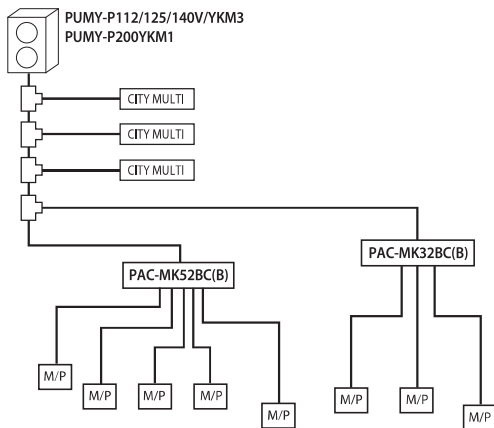 PUMY-P112/125/140V/YKM3
PUMY-P200YKM1
CITY MULTI
CITY MULTI
CITY MULTI
PAC-MK52BC(B)
PAC-MK32BC(B)
M/P
M/P
M/P
M/P
M/P
M/P
M/P
M/P